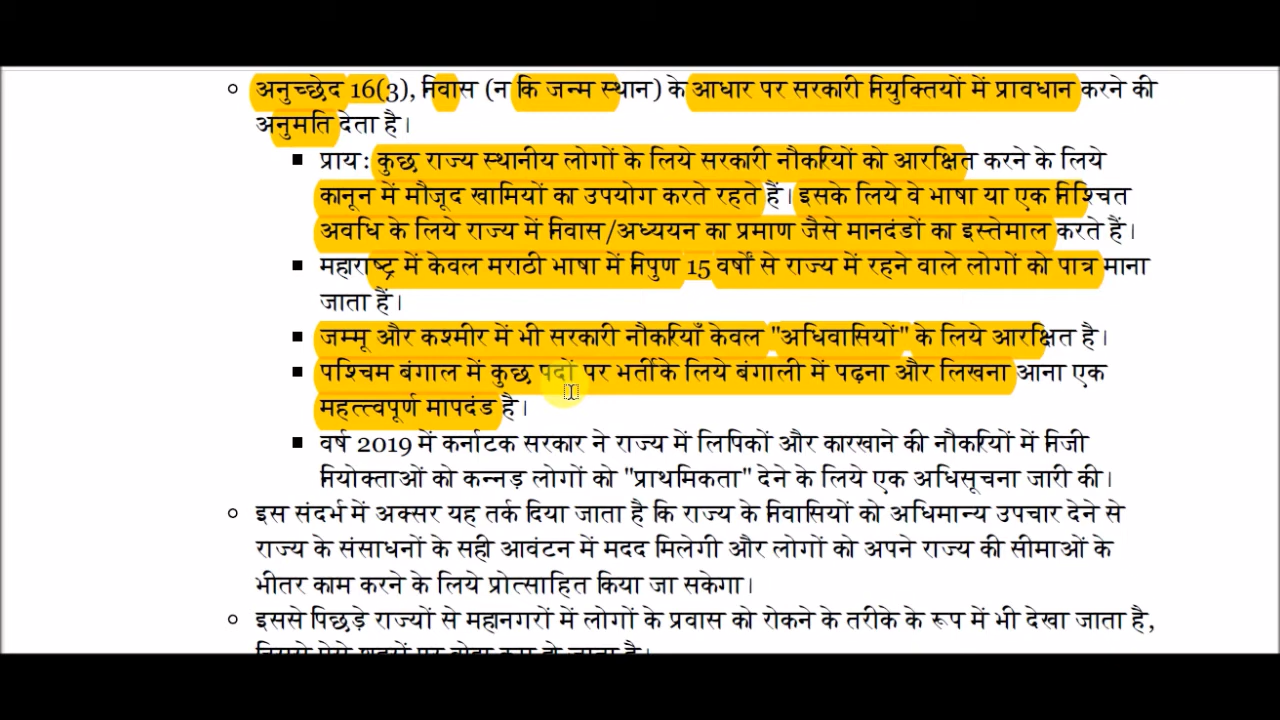 अनुच्छेद 16(3), निवास (न कि जन्म स्थान) के आधार पर सरकारी नियुक्तियों में प्रावधान करने की
अनुमति देता है।
प्राय: कुछ राज्य स्थानीय लोगों के लिये सरकारी नौकरियों को आरक्षित करने के लिये
कानून में मौजूद खामियों का उपयोग करते रहते हैं। इसके लिये वे भाषा या एक निश्चित
अवधि के लिये राज्य में निवास/अध्ययन का प्रमाण जैसे मानदंडों का इस्तेमाल करते हैं।
महाराष्ट्र में केवल मराठी भाषा में निपुण 15 वर्षों से राज्य में रहने वाले लोगों को पात्र माना
जाता हैं।
जम्मू और कश्मीर में भी सरकारी नौकरियाँ केवल "अधिवासियों" के लिये आरक्षित है।
पश्चिम बंगाल में कुछ पदों पर भर्ती के लिये बंगाली में पढ़ना और लिखना आना एक
महत्त्वपूर्ण मापदंड है।
वर्ष 2019 में कर्नाटक सरकार ने राज्य में लिपिकों और कारखाने की नौकरियों में निजी
नियोक्ताओं को कन्नड़ लोगों को "प्राथमिकता" देने के लिये एक अधिसूचना जारी की।
इस संदर्भ में अक्सर यह तर्क दिया जाता है कि राज्य के निवासियों को अधिमान्य उपचार देने से
राज्य के संसाधनों के सही आवंटन में मदद मिलेगी और लोगों को अपने राज्य की सीमाओं के
भीतर काम करने के लिये प्रोत्साहित किया जा सकेगा।
इससे पिछड़े राज्यों से महानगरों में लोगों के प्रवास को रोकने के तरीके के रूप में भी देखा जाता है,